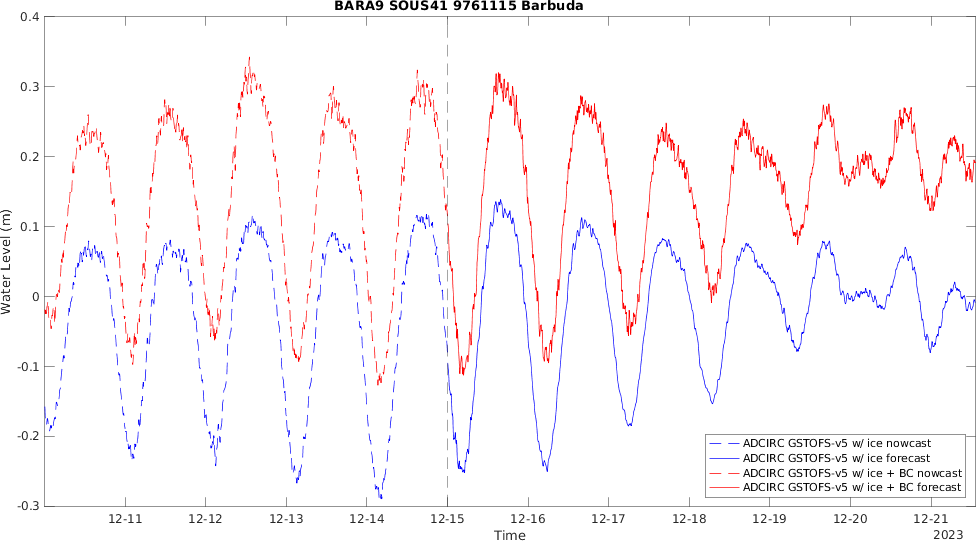 BARA9 SOUS41 9761115 Barbuda
0.4
0.3
0.2
0.1
0
-0.1
-0.2
-0.3
Water Level (m)
12-11 12-12 12-13 12-14 12-15 12-16 12-17 12-18 12-19 12-20 12-21
Time
2023
ADCIRC GSTOFS-v5 w/ ice nowcast
ADCIRC GSTOFS-v5 w/ ice forecast
ADCIRC GSTOFS-v5 w/ ice + BC nowcast
ADCIRC GSTOFS-v5 w/ ice + BC forecast